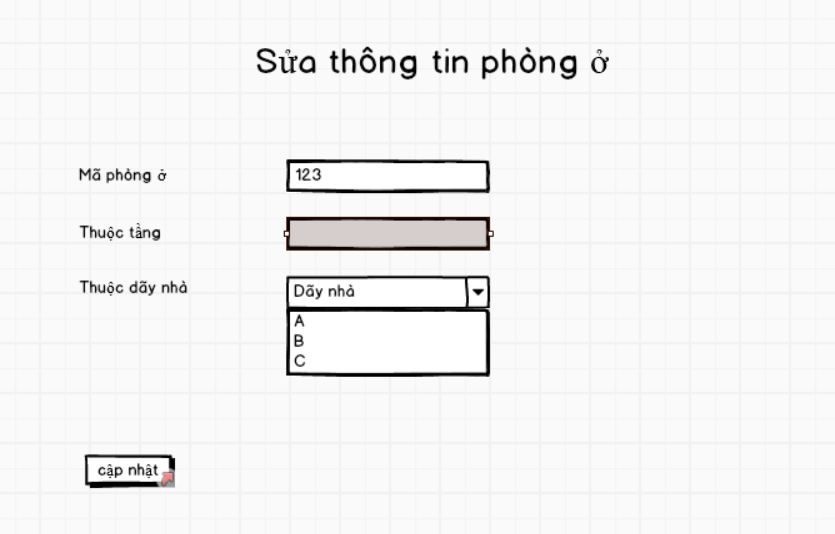 Sửa thông tin phòng ở
Mã phòng ở
123
Thuộc tầng
Thuộc dãy nhà
Dãy nhà
A
B
C
cập nhật